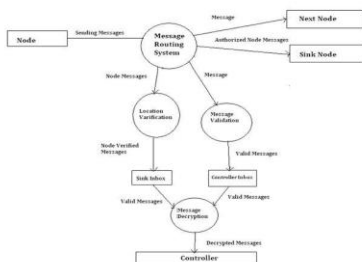 Message
Next Node
Node
Sending Messages
Message
Routing
System
Authorized Node Messages
Sink Node
Node Messages
Message
Location
Varification
Message
Validation
Node Verified
Messages
Valid Messages
Sink Inbox
Controller Inbox
Valid Messages
Valid Messages
Message
Decryption
Decrypted Messages
Controller